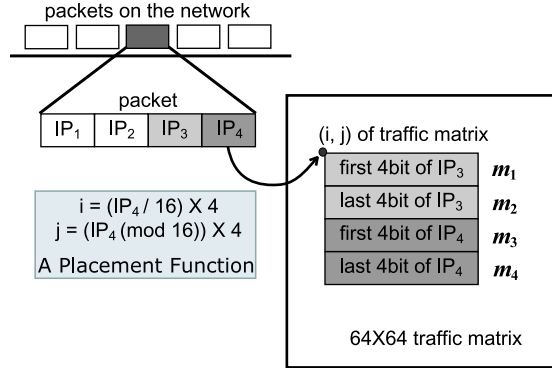 packets on the network
packet
IP1 IP2 IP3 IP4
(i, j) of traffic matrix
first 4bit of IP3 m1
last 4bit of IP3 m2
first 4bit of IP4 m3
last 4bit of IP4 m4
i = (IP4 / 16) X 4
j = (IP4 (mod 16)) X 4
A Placement Function
64X64 traffic matrix